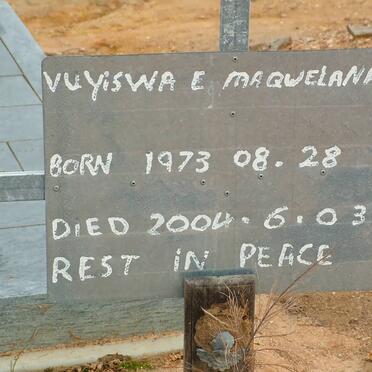 VUYISWA E MAQWELANA
BORN 1973 08.28
DIED 2004.6.03
REST IN PEACE